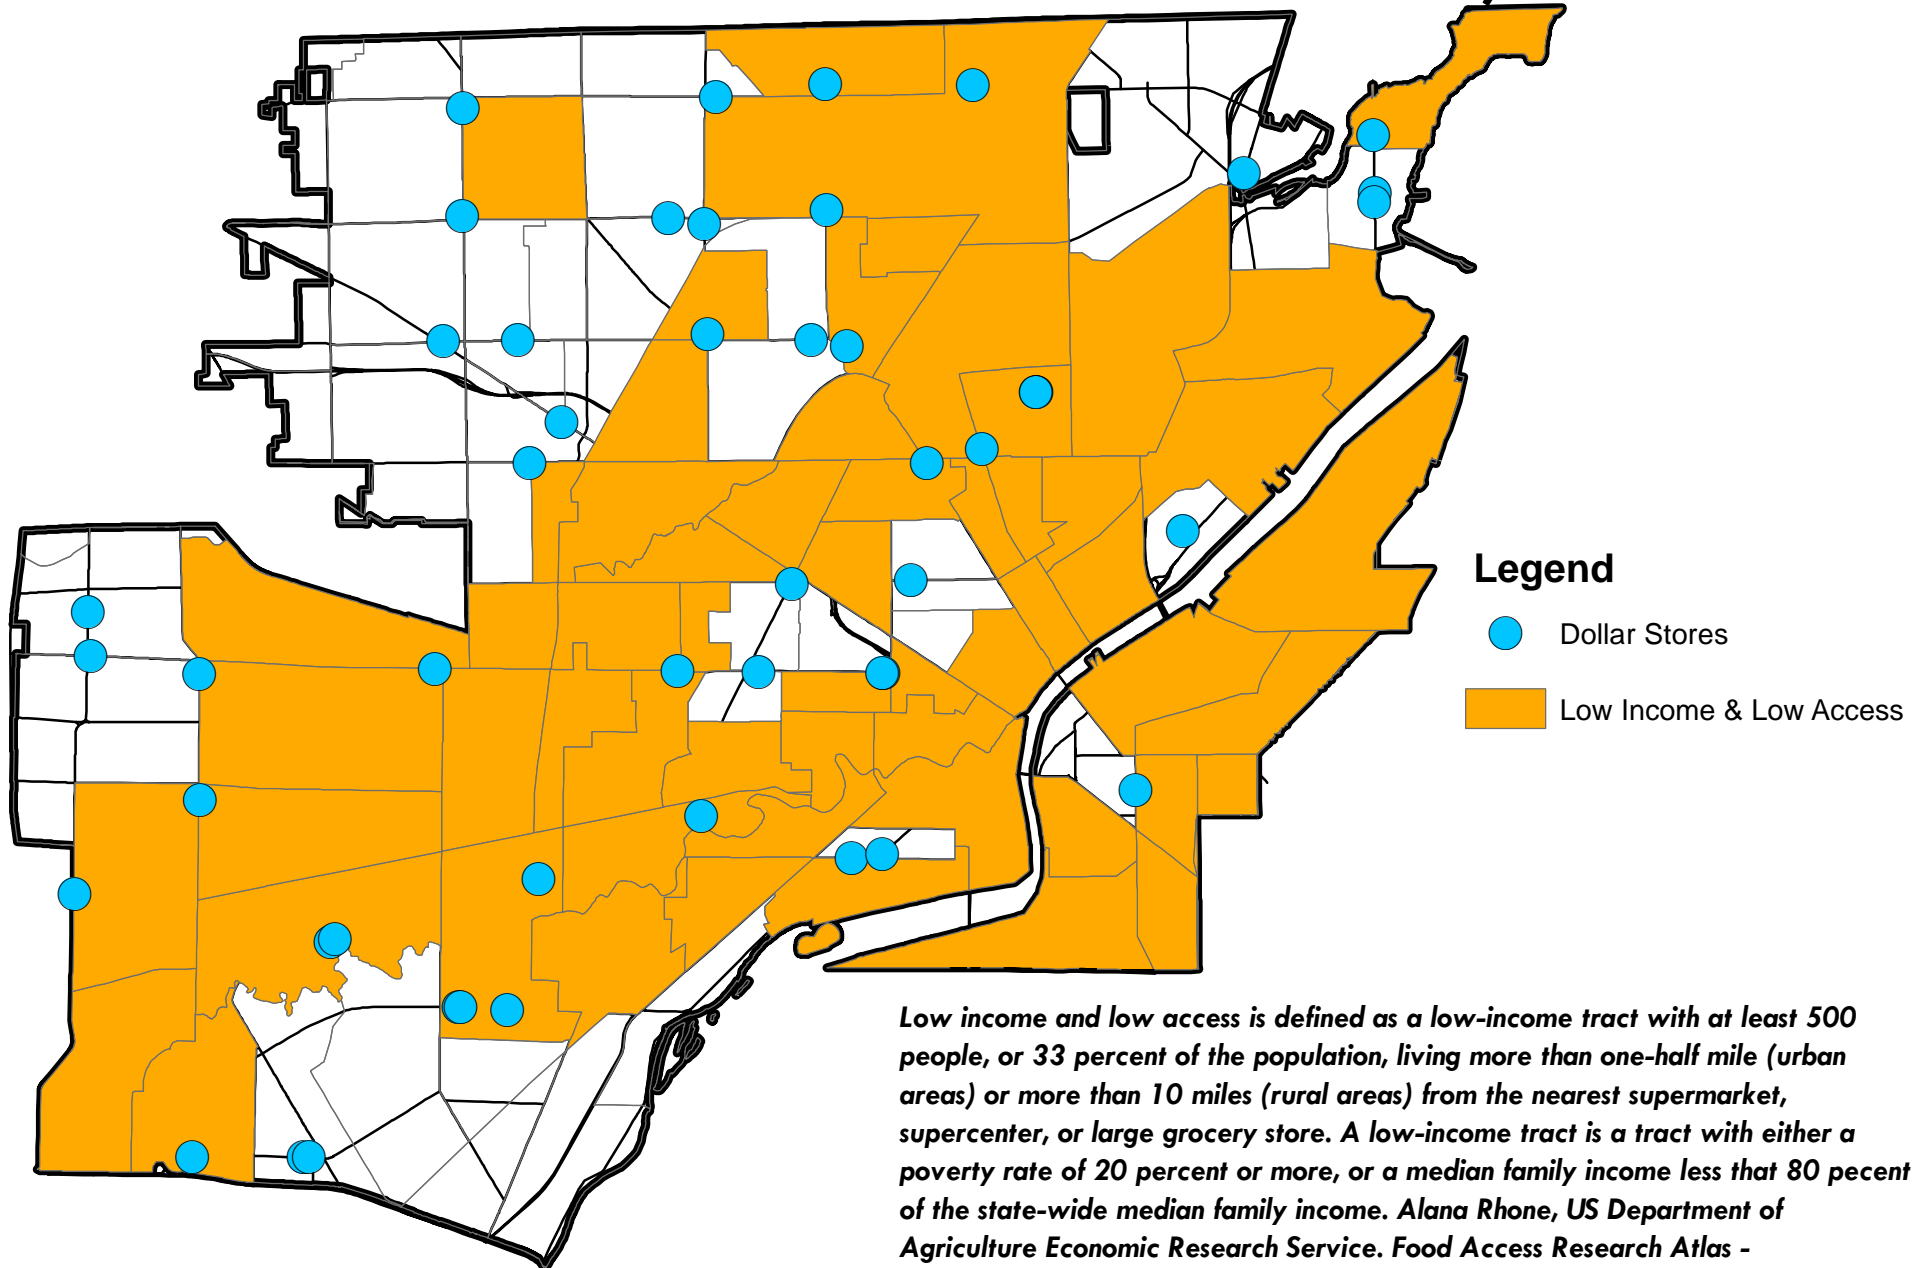 Legend
Dollar Stores
Low Income & Low Access
Low income and low access is defined as a low-income tract with at least 500
people, or 33 percent of the population, living more than one-half mile (urban
areas) or more than 10 miles (rural areas) from the nearest supermarket,
supercenter, or large grocery store. A low-income tract is a tract with either a
poverty rate of 20 percent or more, or a median family income less that 80 pecent
of the state-wide median family income. Alana Rhone, US Department of
Agriculture Economic Research Service. Food Access Research Atlas -